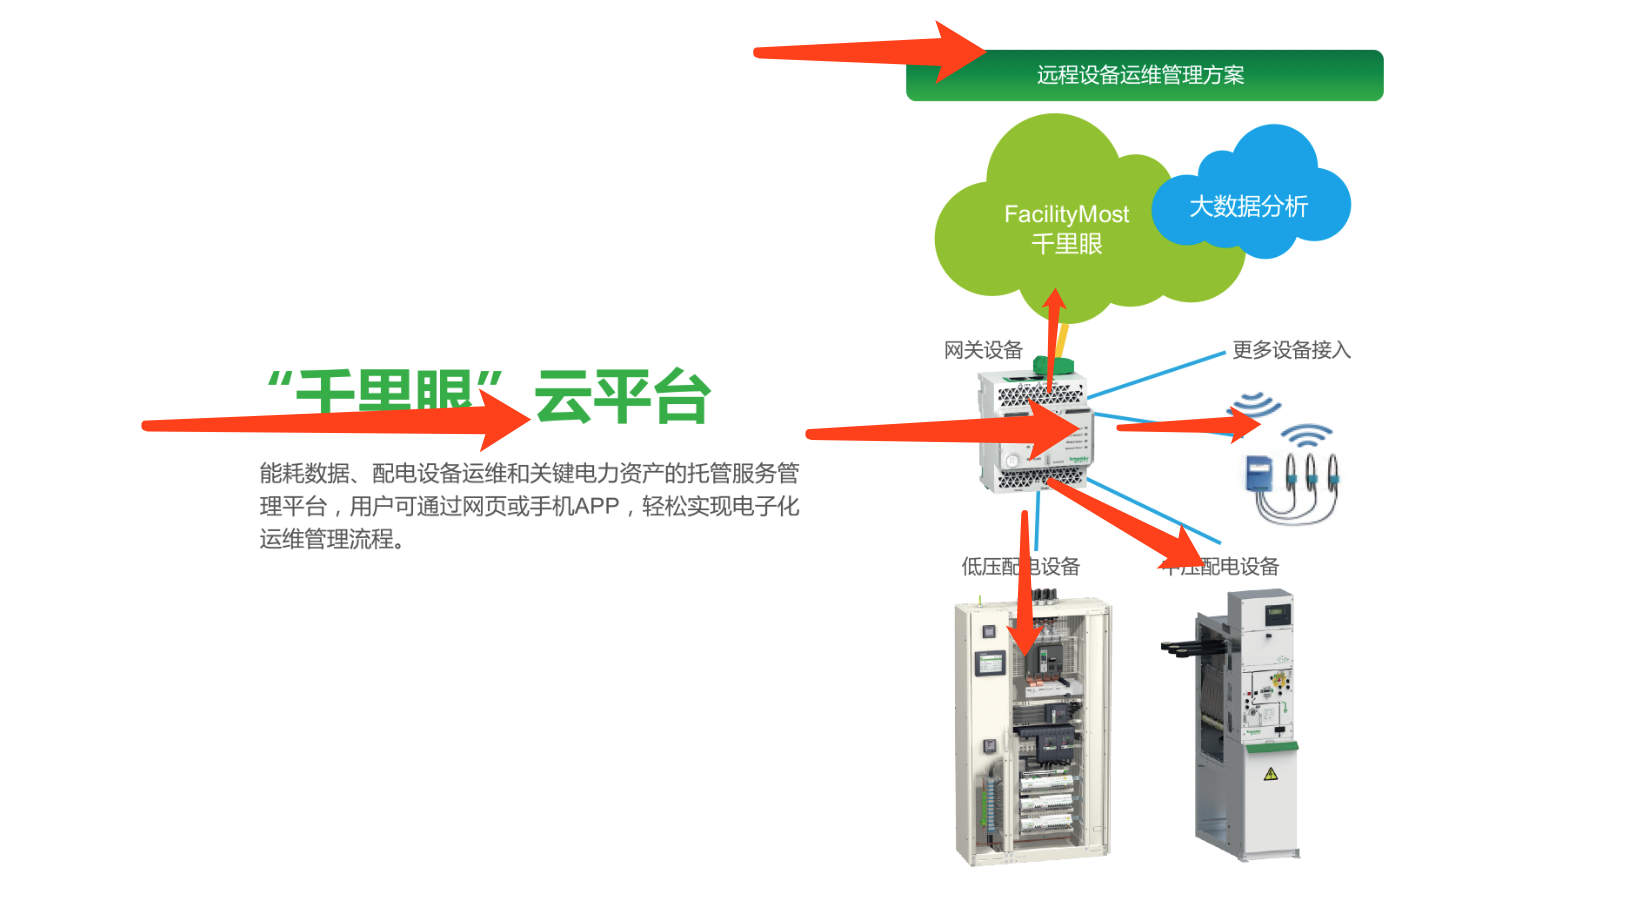 远程设备运维管理方案
FacilityMost
千里眼
大数据分析
网关设备
更多设备接入
“千里眼”云平台
能耗数据、配电设备运维和关键电力资产的托管服务管
理平台，用户可通过网页或手机APP，轻松实现电子化
运维管理流程。
低压配电设备
中压配电设备